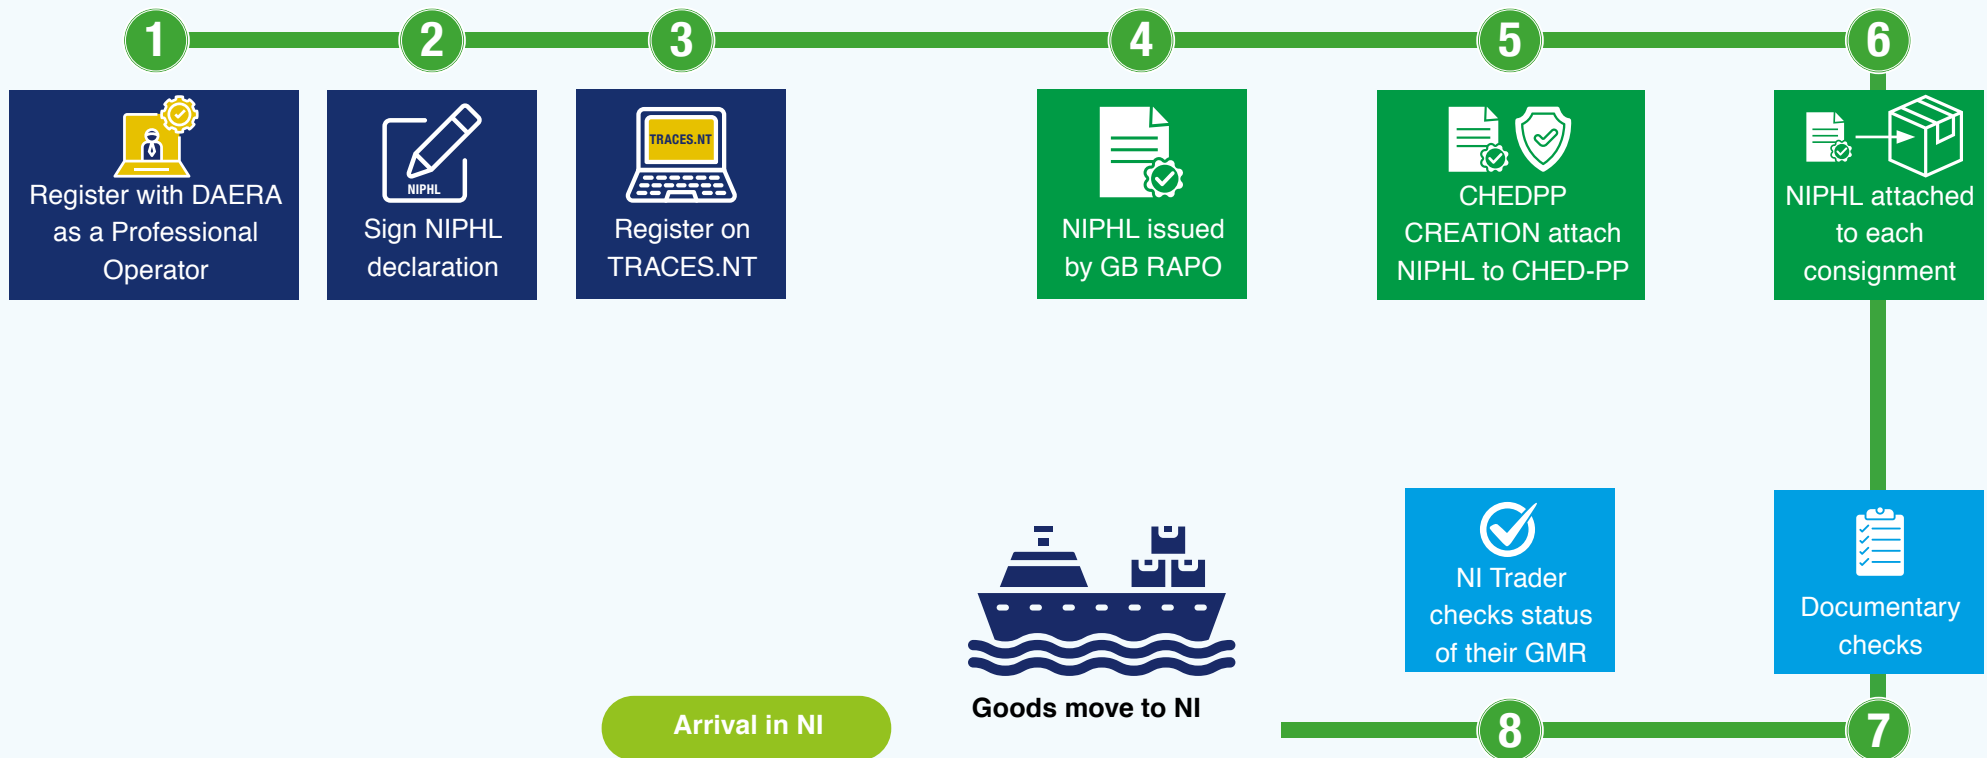 1
2
3
4
5
6
Register with DAERA
as a Professional
Operator
NIPHL
Sign NIPHL
declaration
TRACES.NT
Register on
TRACES.NT
NIPHL issued
by GB RAPO
CHEDPP
CREATION attach
NIPHL to CHED-PP
NIPHL attached
to each
consignment
Documentary
checks
7
NI Trader
checks status
of their GMR
8
Goods move to NI
Arrival in NI